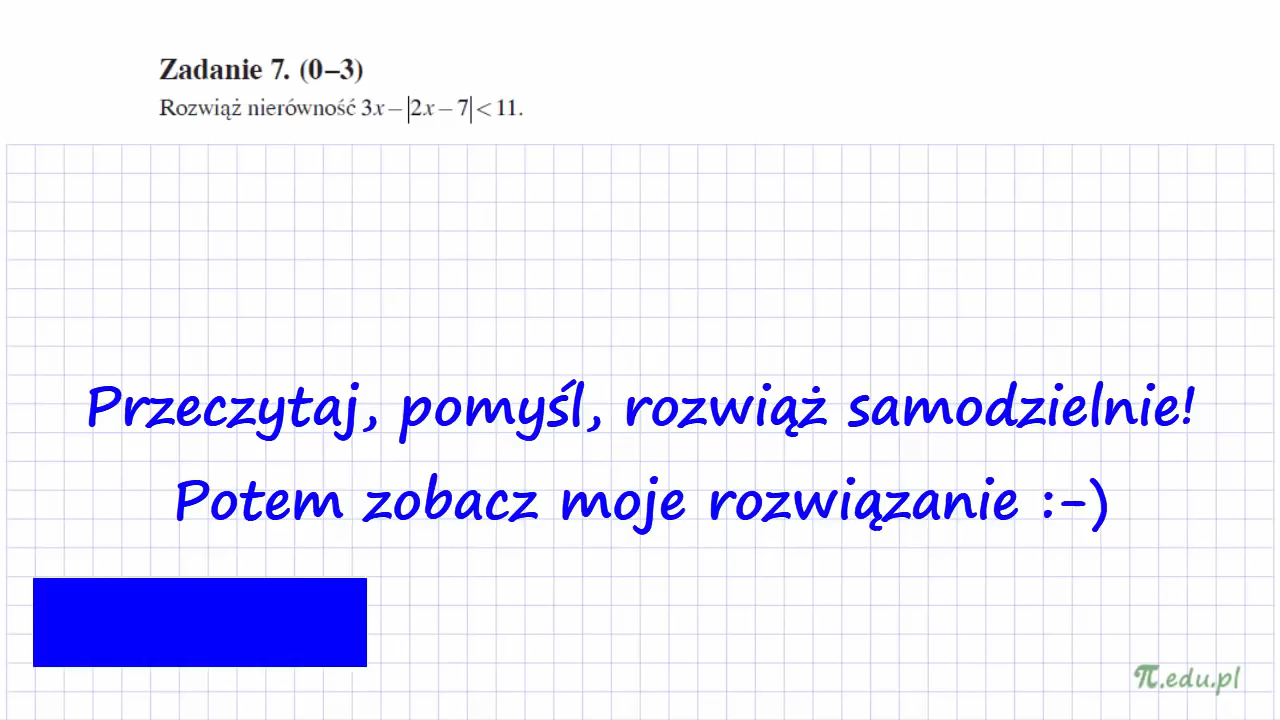 Zadanie 7. (0–3)
Rozwiąż nierówność 3x − |2x − 7| < 11.
Przeczytaj, pomyśl, rozwiąż samodzielnie!
Potem zobacz moje rozwiązanie :-)
π.edu.pl